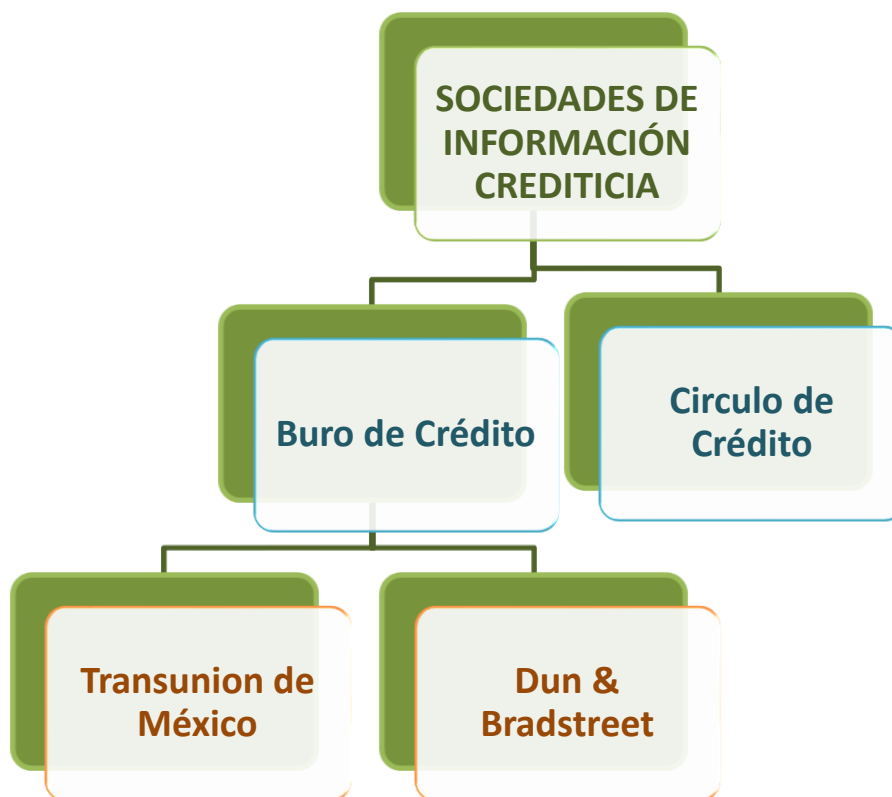 SOCIEDADES DE
INFORMACIÓN
CREDITICIA
Buro de Crédito
Circulo de
Crédito
Transunion de
México
Dun &
Bradstreet